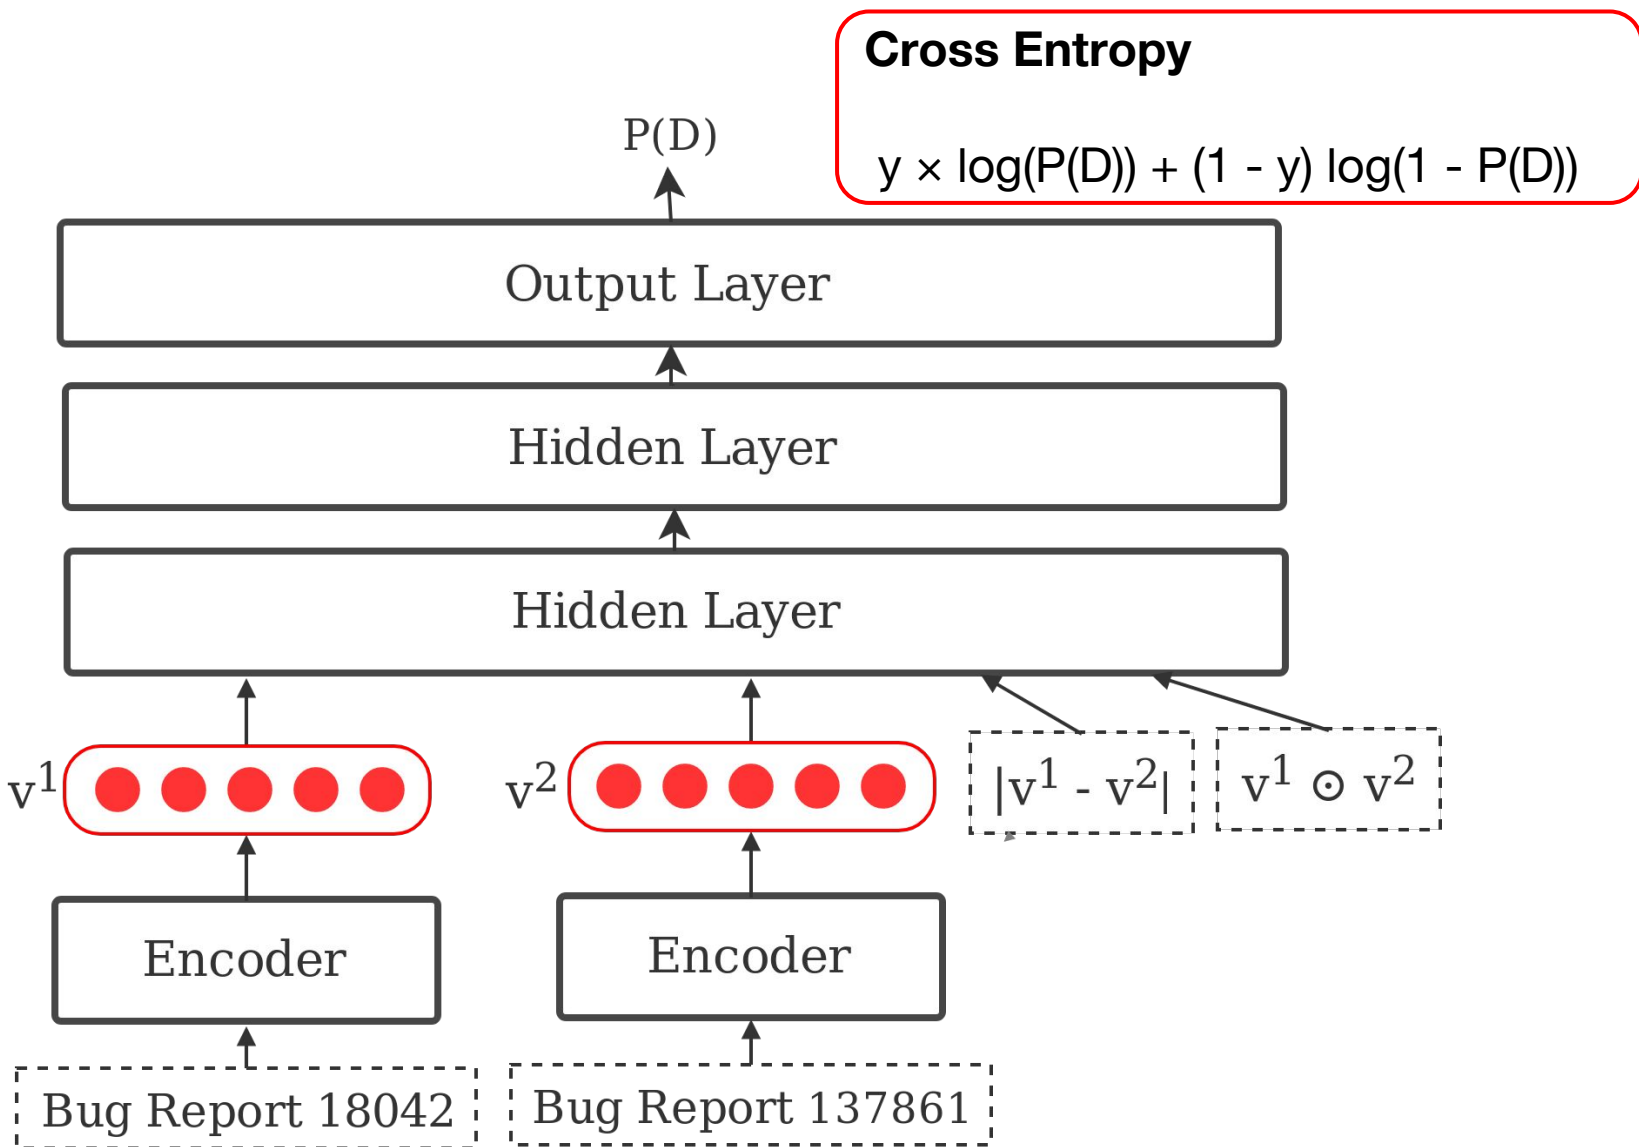 Cross Entropy
y × log(P(D)) + (1 - y) log(1 - P(D))
P(D)
Output Layer
Hidden Layer
Hidden Layer
v¹
v²
|v¹ - v²|
v¹ ⊙ v²
Encoder
Encoder
Bug Report 18042
Bug Report 137861